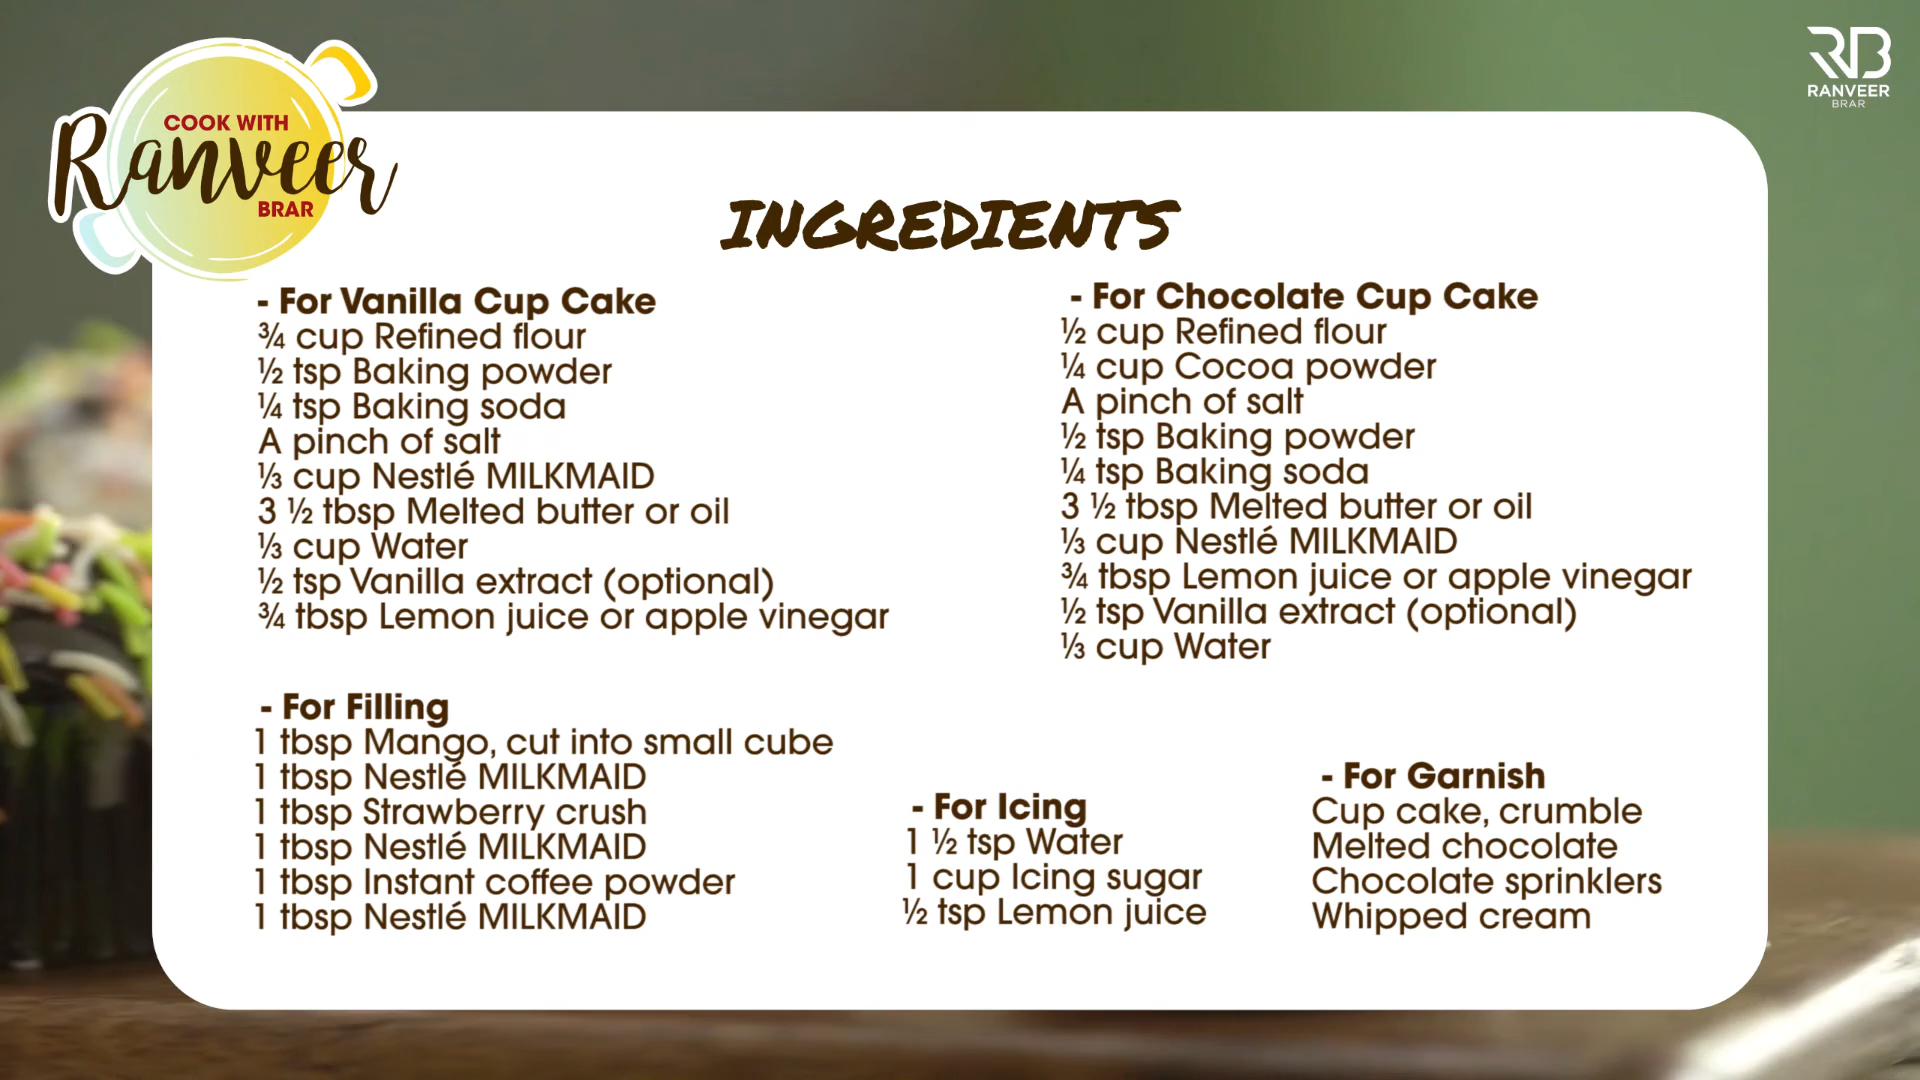 COOK WITH
Ranveer
BRAR
RB
RANVEER
BRAR
INGREDIENTS
- For Vanilla Cup Cake
¾ cup Refined flour
½ tsp Baking powder
¼ tsp Baking soda
A pinch of salt
⅓ cup Nestlé MILKMAID
3 ½ tbsp Melted butter or oil
⅓ cup Water
½ tsp Vanilla extract (optional)
¾ tbsp Lemon juice or apple vinegar
- For Chocolate Cup Cake
½ cup Refined flour
¼ cup Cocoa powder
A pinch of salt
½ tsp Baking powder
¼ tsp Baking soda
3 ½ tbsp Melted butter or oil
⅓ cup Nestlé MILKMAID
¾ tbsp Lemon juice or apple vinegar
½ tsp Vanilla extract (optional)
⅓ cup Water
- For Filling
1 tbsp Mango, cut into small cube
1 tbsp Nestlé MILKMAID
1 tbsp Strawberry crush
1 tbsp Nestlé MILKMAID
1 tbsp Instant coffee powder
1 tbsp Nestlé MILKMAID
- For Icing
1 ½ tsp Water
1 cup Icing sugar
½ tsp Lemon juice
- For Garnish
Cup cake, crumble
Melted chocolate
Chocolate sprinklers
Whipped cream